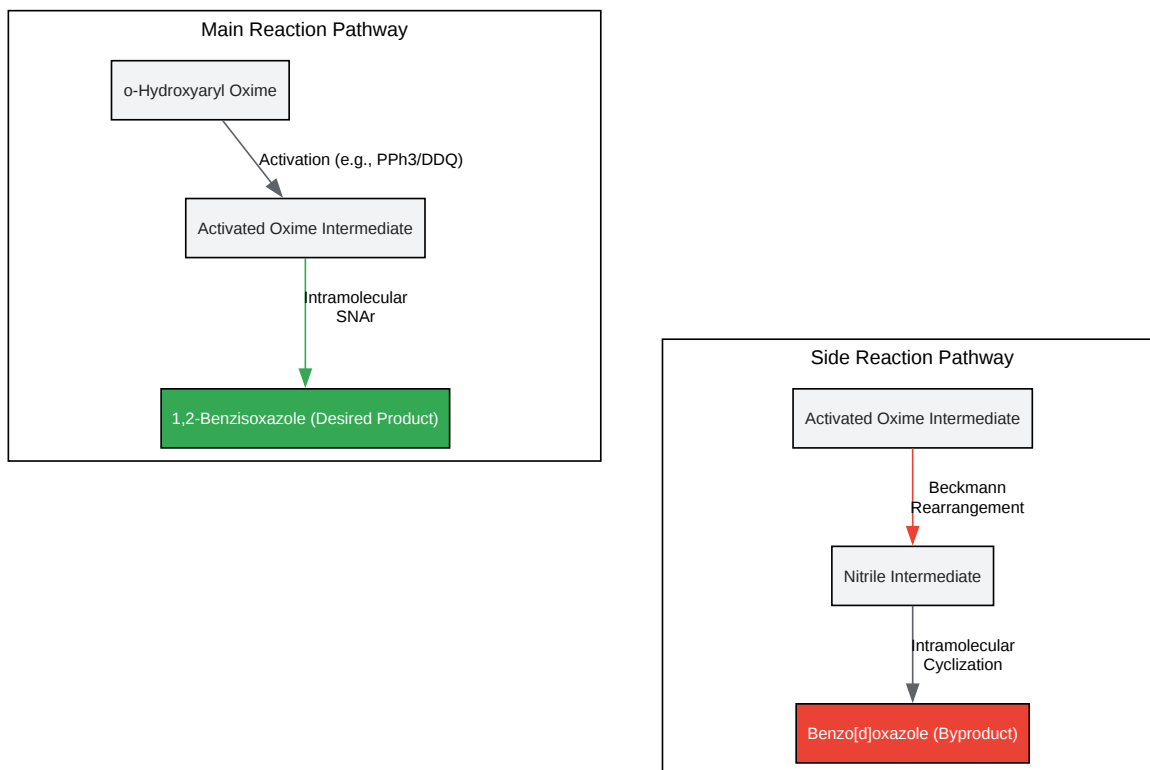 Main Reaction Pathway
o-Hydroxyaryl Oxime
Activation (e.g., PPh3/DDQ)
Activated Oxime Intermediate
Intramolecular
SNAr
1,2-Benzisoxazole (Desired Product)
Side Reaction Pathway
Activated Oxime Intermediate
Beckmann
Rearrangement
Nitrile Intermediate
Intramolecular
Cyclization
Benzo[d]oxazole (Byproduct)